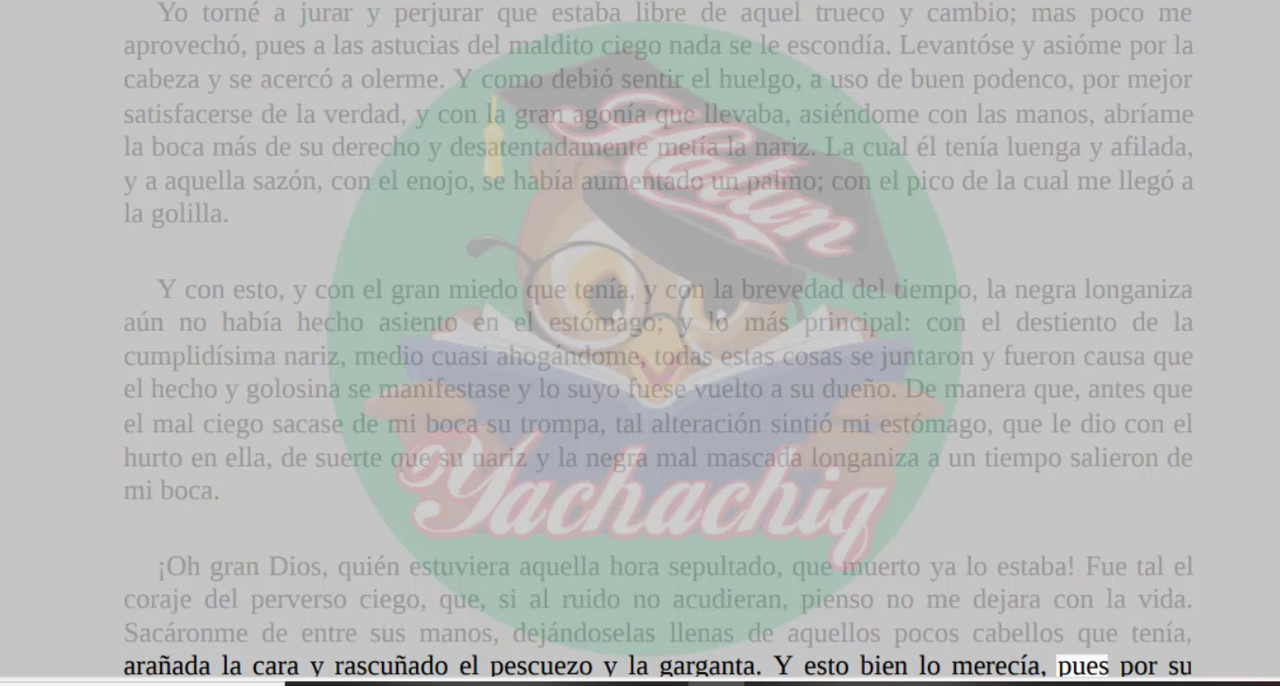 Yo torné a jurar y perjurar que estaba libre de aquel trueco y cambio; mas poco me
aprovechó, pues a las astucias del maldito ciego nada se le escondía. Levantóse y asióme por la
cabeza y se acercó a olerme. Y como debió sentir el huelgo, a uso de buen podenco, por mejor
satisfacerse de la verdad, y con la gran agonía que llevaba, asiéndome con las manos, abríame
la boca más de su derecho y desatentadamente metía la nariz. La cual él tenía luenga y afilada,
y a aquella sazón, con el enojo, se había aumentado un palmo; con el pico de la cual me llegó a
la golilla.
Y con esto, y con el gran miedo que tenía, y con la brevedad del tiempo, la negra longaniza
aún no había hecho asiento en el estómago; y lo más principal: con el destiento de la
cumplidísima nariz, medio cuasi ahogándome, todas estas cosas se juntaron y fueron causa que
el hecho y golosina se manifestase y lo suyo fuese vuelto a su dueño. De manera que, antes que
el mal ciego sacase de mi boca su trompa, tal alteración sintió mi estómago, que le dio con el
hurto en ella, de suerte que su nariz y la negra mal mascada longaniza a un tiempo salieron de
mi boca.
¡Oh gran Dios, quién estuviera aquella hora sepultado, que muerto ya lo estaba! Fue tal el
coraje del perverso ciego, que, si al ruido no acudieran, pienso no me dejara con la vida.
Sacáronme de entre sus manos, dejándoselas llenas de aquellos pocos cabellos que tenía,
arañada la cara y rascuñado el pescuezo y la garganta. Y esto bien lo merecía, pues por su
Hatun
Yachachiq